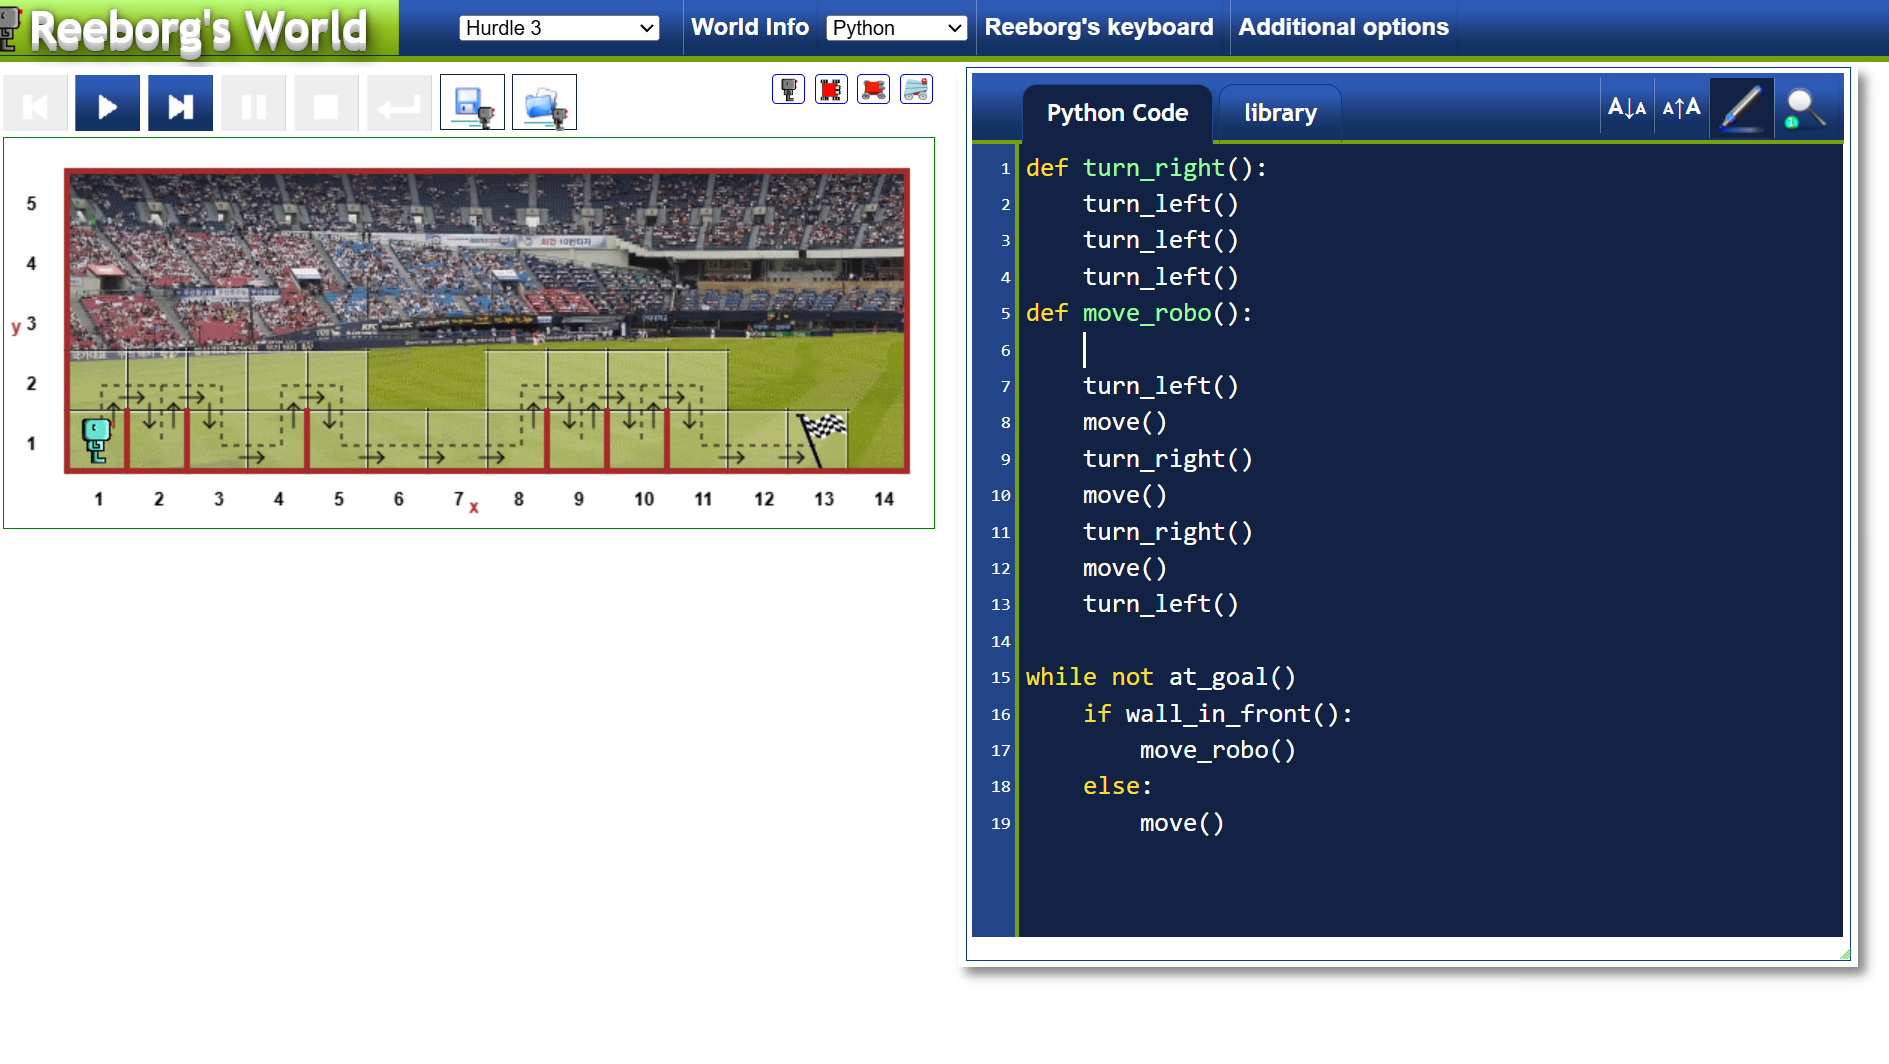 Reeborg's World
Hurdle 3
World Info
Python
Reeborg's keyboard
Additional options
Python Code
library
A↓A
A↑A
1 def turn_right():
2 turn_left()
3 turn_left()
4 turn_left()
5 def move_robo():
6
7 turn_left()
8 move()
9 turn_right()
10 move()
11 turn_right()
12 move()
13 turn_left()
14
15 while not at_goal()
16 if wall_in_front():
17 move_robo()
18 else:
19 move()
5
4
y 3
2
1
1 2 3 4 5 6 7 x 8 9 10 11 12 13 14
1